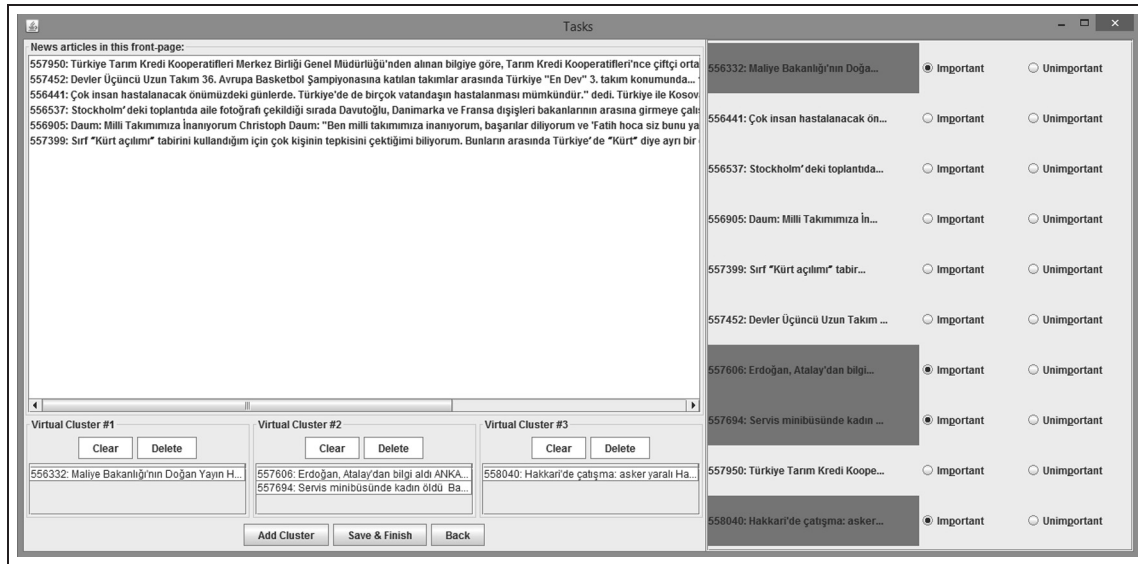 Tasks
News articles in this front-page:
557950: Türkiye Tarım Kredi Kooperatifleri Merkez Birliği Genel Müdürlüğü'nden alınan bilgiye göre, Tarım Kredi Kooperatifleri'nce çiftçi orta
557452: Devler Üçüncü Uzun Takım 36. Avrupa Basketbol Şampiyonasına katılan takımlar arasında Türkiye "En Dev" 3. takım konumunda...
556441: Çok insan hastalanacak önümüzdeki günlerde. Türkiye'de de birçok vatandaşın hastalanması mümkündür." dedi. Türkiye ile Kosov
556537: Stockholm'deki toplantıda aile fotoğrafı çekildiği sırada Davutoğlu, Danimarka ve Fransa dışişleri bakanlarının arasına girmeye çalış
556905: Daum: Milli Takımımıza İnanıyorum Christoph Daum: "Ben milli takımımıza inanıyorum, başarılar diliyorum ve 'Fatih hoca siz bunu ya
557399: Sırf "Kürt açılımı" tabirini kullandığım için çok kişinin tepkisini çektiğimi biliyorum. Bunların arasında Türkiye'de "Kürt" diye ayrı bir
Virtual Cluster #1
Clear Delete
556332: Maliye Bakanlığı'nın Doğan Yayın H...
Virtual Cluster #2
Clear Delete
557606: Erdoğan, Atalay'dan bilgi aldı ANKA...
557694: Servis minibüsünde kadın öldü Ba...
Virtual Cluster #3
Clear Delete
558040: Hakkari'de çatışma: asker yaralı Ha...
Add Cluster Save & Finish Back
556332: Maliye Bakanlığı'nın Doğa... Important Unimportant
556441: Çok insan hastalanacak ön... Important Unimportant
556537: Stockholm'deki toplantıda... Important Unimportant
556905: Daum: Milli Takımımıza İn... Important Unimportant
557399: Sırf "Kürt açılımı" tabir... Important Unimportant
557452: Devler Üçüncü Uzun Takım ... Important Unimportant
557606: Erdoğan, Atalay'dan bilgi... Important Unimportant
557694: Servis minibüsünde kadın ... Important Unimportant
557950: Türkiye Tarım Kredi Koope... Important Unimportant
558040: Hakkari'de çatışma: asker... Important Unimportant